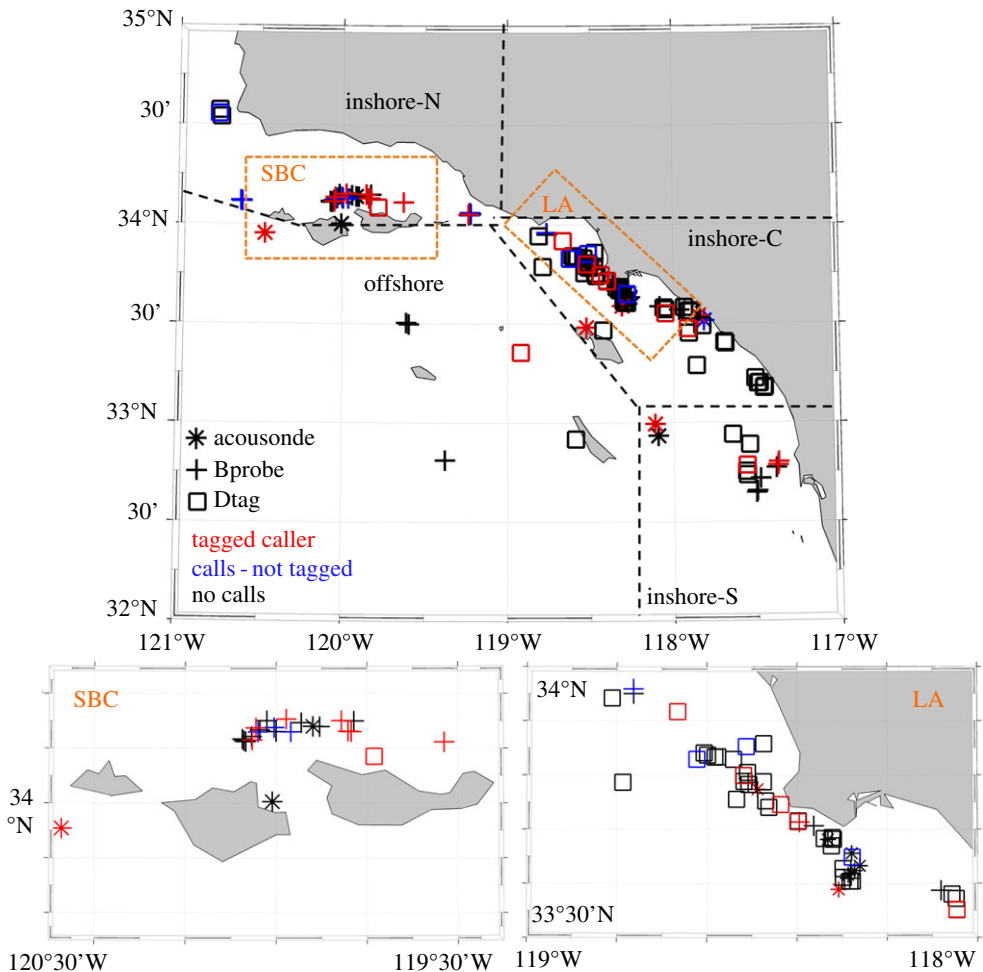 35°N
30’
34°N
30’
33°N
30’
32°N
121°W
120°W
119°W
118°W
117°W
inshore-N
SBC
LA
inshore-C
offshore
acousonde
Bprobe
Dtag
tagged caller
calls - not tagged
no calls
inshore-S
SBC
34
°N
120°30’W
119°30’W
34°N
LA
33°30’N
119°W
118°W